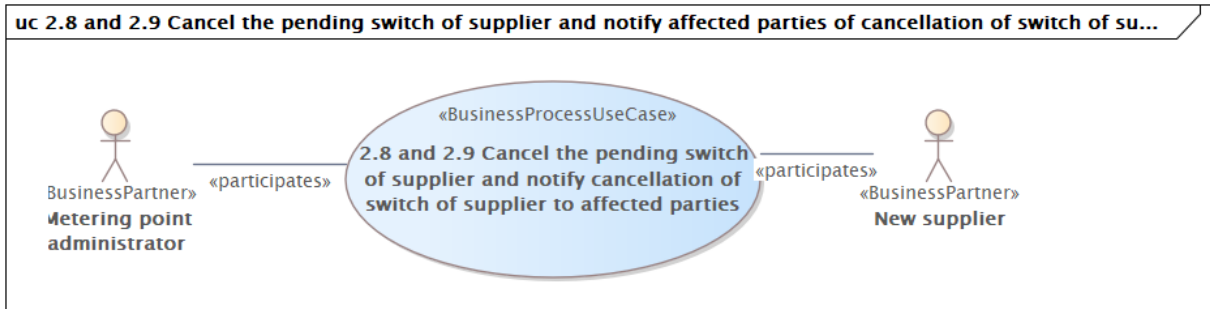 uc 2.8 and 2.9 Cancel the pending switch of supplier and notify affected parties of cancellation of switch of su...
«BusinessProcessUseCase»
2.8 and 2.9 Cancel the pending switch
of supplier and notify cancellation of
switch of supplier to affected parties
«participates»
«participates»
BusinessPartner»
Metering point
administrator
«BusinessPartner»
New supplier